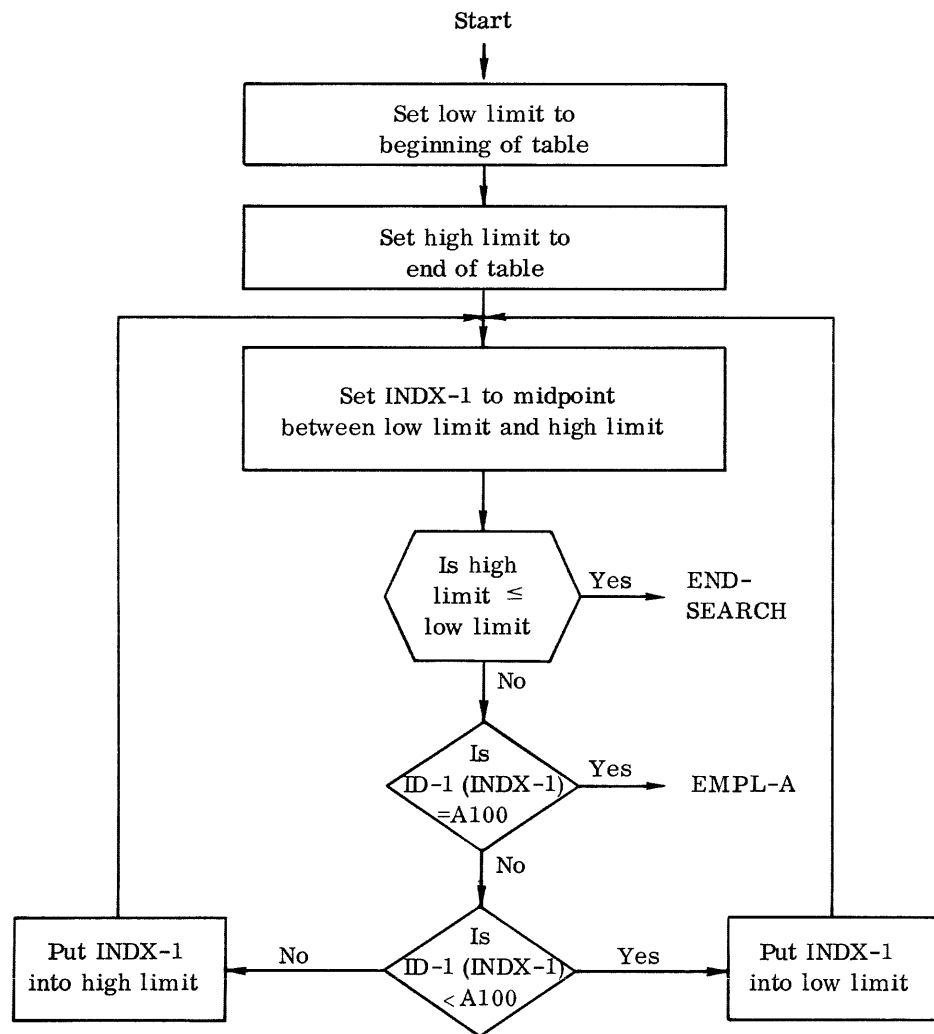 Start
Set low limit to
beginning of table
Set high limit to
end of table
Set INDX-1 to midpoint
between low limit and high limit
Is high
limit ≤
low limit
Yes
END-
SEARCH
No
Is
ID-1 (INDX-1)
=A100
Yes
EMPL-A
No
Put INDX-1
into high limit
No
Is
ID-1 (INDX-1)
< A100
Yes
Put INDX-1
into low limit